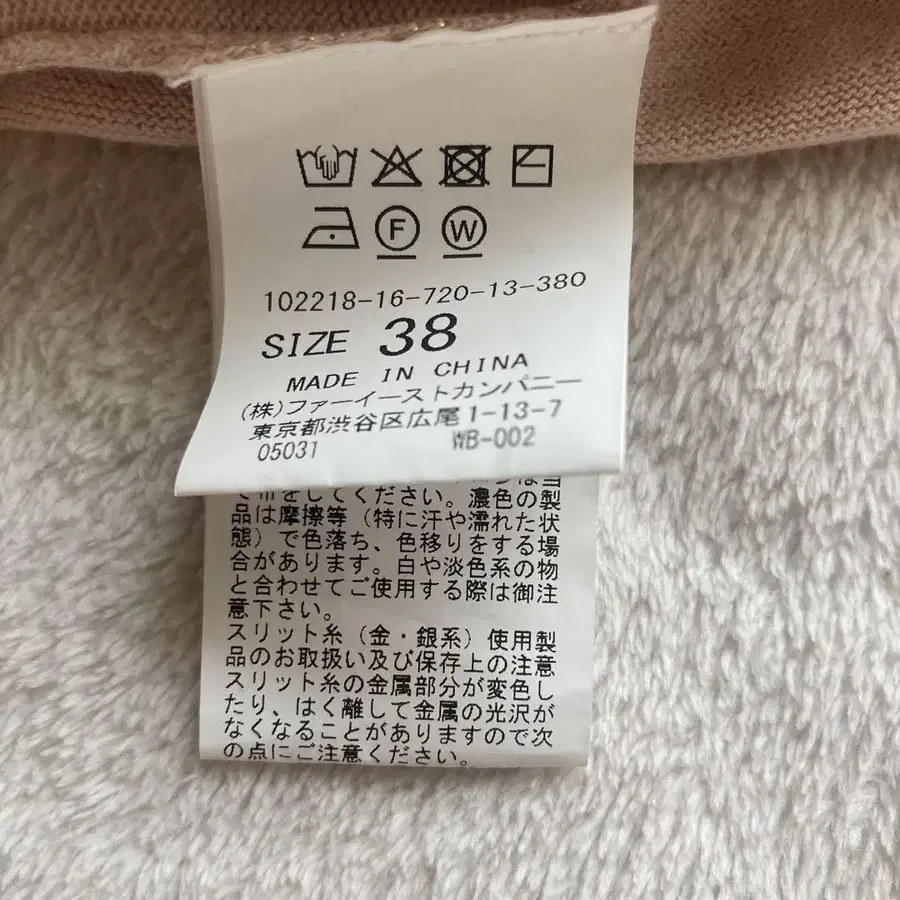 F W
102218-16-720-13-380
SIZE 38
MADE IN CHINA
(株)ファーイーストカンパニー
東京都渋谷区広尾1-13-7
05031 WB-002
て布をしてください。濃色の製
品は摩擦等（特に汗や濡れた状
態）で色落ち、色移りをする場
合があります。白や淡色系の物
と合わせてご使用する際は御注
意下さい。
スリット糸（金・銀系）使用製
品のお取扱い及び保存上の注意
スリット糸の金属部分が変色し
たり、はく離して金属の光沢が
なくなることがありますので次
の点にご注意ください。